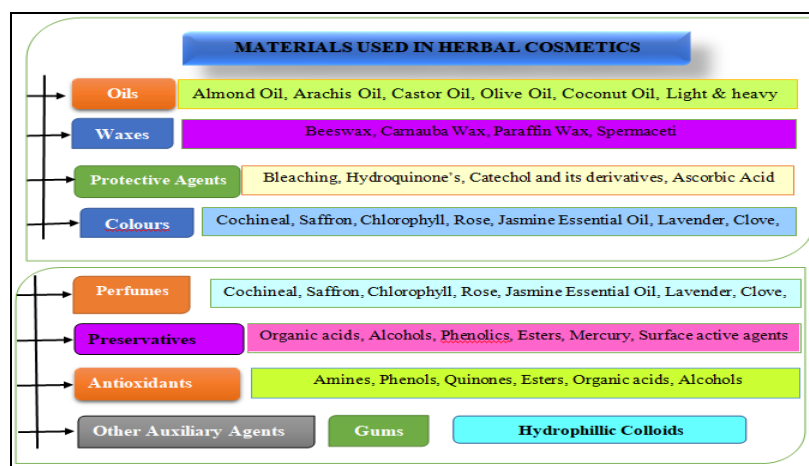 MATERIALS USED IN HERBAL COSMETICS
Oils Almond Oil, Arachis Oil, Castor Oil, Olive Oil, Coconut Oil, Light & heavy
Waxes Beeswax, Carnauba Wax, Paraffin Wax, Spermaceti
Protective Agents Bleaching, Hydroquinone’s, Catechol and its derivatives, Ascorbic Acid
Colours Cochineal, Saffron, Chlorophyll, Rose, Jasmine Essential Oil, Lavender, Clove,
Perfumes Cochineal, Saffron, Chlorophyll, Rose, Jasmine Essential Oil, Lavender, Clove,
Preservatives Organic acids, Alcohols, Phenolics, Esters, Mercury, Surface active agents
Antioxidants Amines, Phenols, Quinones, Esters, Organic acids, Alcohols
Other Auxiliary Agents Gums Hydrophillic Colloids